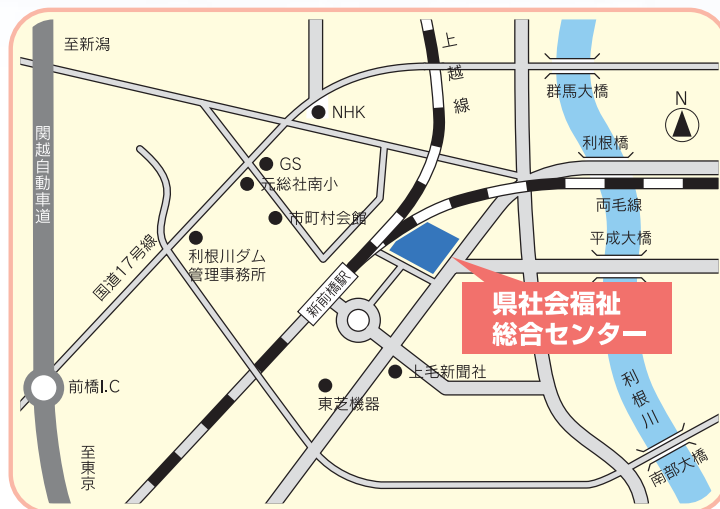 至新潟
上越線
群馬大橋
N
NHK
関越自動車道
利根橋
GS
元総社南小
両毛線
市町村会館
平成大橋
国道17号線
利根川ダム
管理事務所
新前橋駅
県社会福祉
総合センター
上毛新聞社
前橋I.C
東芝機器
利根川
至東京
南部大橋